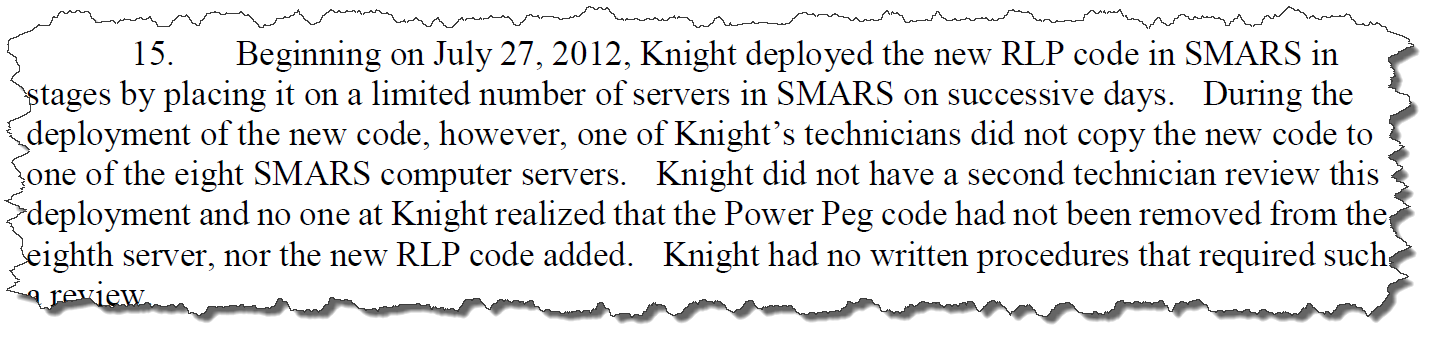 15. Beginning on July 27, 2012, Knight deployed the new RLP code in SMARS in
stages by placing it on a limited number of servers in SMARS on successive days. During the
deployment of the new code, however, one of Knight’s technicians did not copy the new code to
one of the eight SMARS computer servers. Knight did not have a second technician review this
deployment and no one at Knight realized that the Power Peg code had not been removed from the
eighth server, nor the new RLP code added. Knight had no written procedures that required such
a review